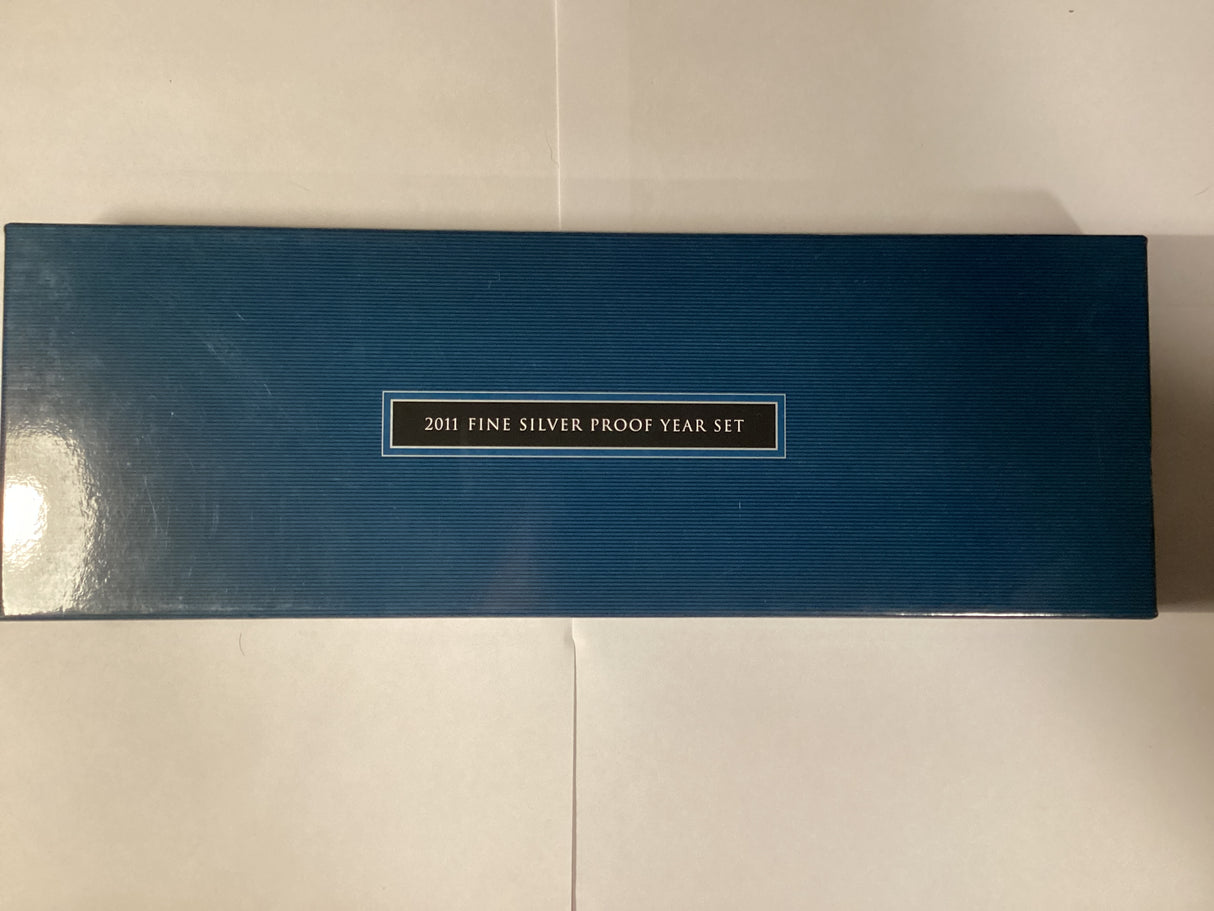 2011 FINE SILVER PROOF YEAR SET